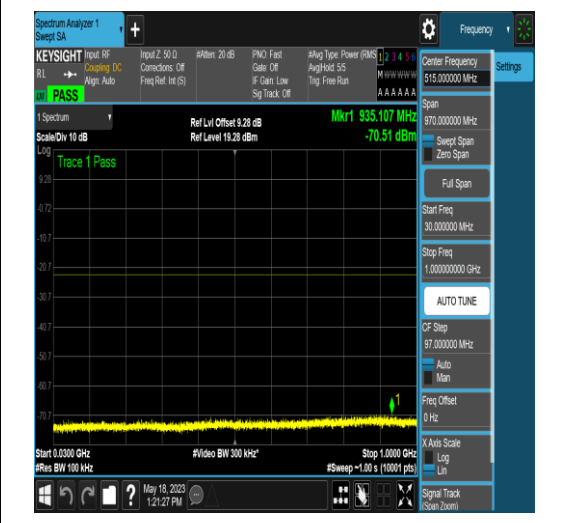 Spectrum Analyzer 1
Swept SA
Frequency
KEYSIGHT
RL
PASS
Input: RF
Coupling: DC
Align: Auto
Input Z: 50 Ω
Corrections: Off
Freq Ref: Int (S)
#Atten: 20 dB
PNO: Fast
Gate: Off
IF Gain: Low
Sig Track: Off
#Avg Type: Power (RMS
Avg|Hold: 5/5
Trig: Free Run
1 2 3 4 5 6
M W W W W W
A A A A A A
1 Spectrum
Scale/Div 10 dB
Log
Ref Lvl Offset 9.28 dB
Ref Level 19.28 dBm
Mkr1 935.107 MHz
-70.51 dBm
Trace 1 Pass
9.28
-0.72
-10.7
-20.7
-30.7
-40.7
-50.7
-60.7
-70.7
1
Start 0.0300 GHz
#Res BW 100 kHz
#Video BW 300 kHz*
Stop 1.0000 GHz
#Sweep ~1.00 s (10001 pts)
May 18, 2023
1:21:27 PM
Center Frequency
515.000000 MHz
Settings
Span
970.000000 MHz
Swept Span
Zero Span
Full Span
Start Freq
30.000000 MHz
Stop Freq
1.000000000 GHz
AUTO TUNE
CF Step
97.000000 MHz
Auto
Man
Freq Offset
0 Hz
X Axis Scale
Log
Lin
Signal Track
(Span Zoom)